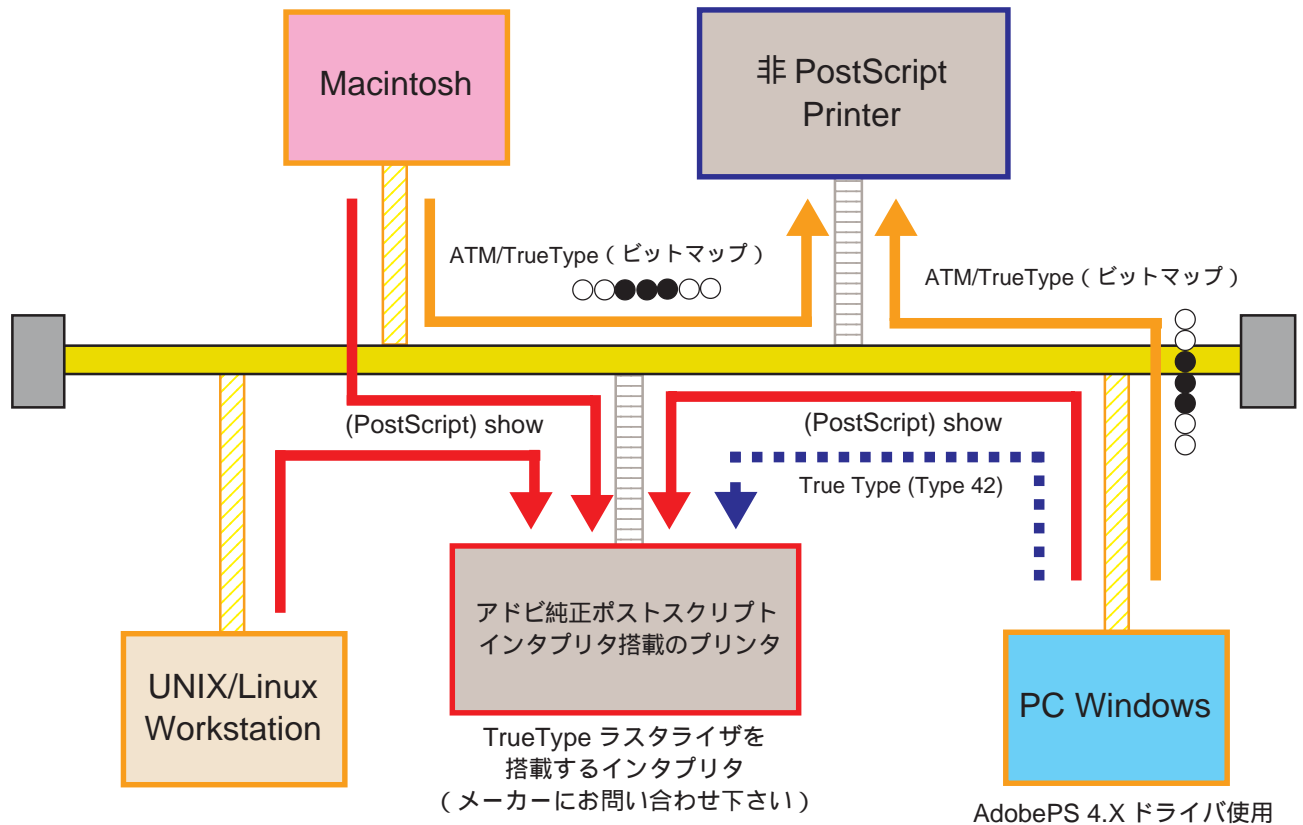 Macintosh
非 PostScript
Printer
ATM/TrueType ( ビットマップ )
ATM/TrueType ( ビットマップ )
(PostScript) show
(PostScript) show
True Type (Type 42)
アドビ純正ポストスクリプト
インタプリタ搭載のプリンタ
UNIX/Linux
Workstation
PC Windows
TrueType ラスタライザを
搭載するインタプリタ
( メーカーにお問い合わせ下さい )
AdobePS 4.X ドライバ使用